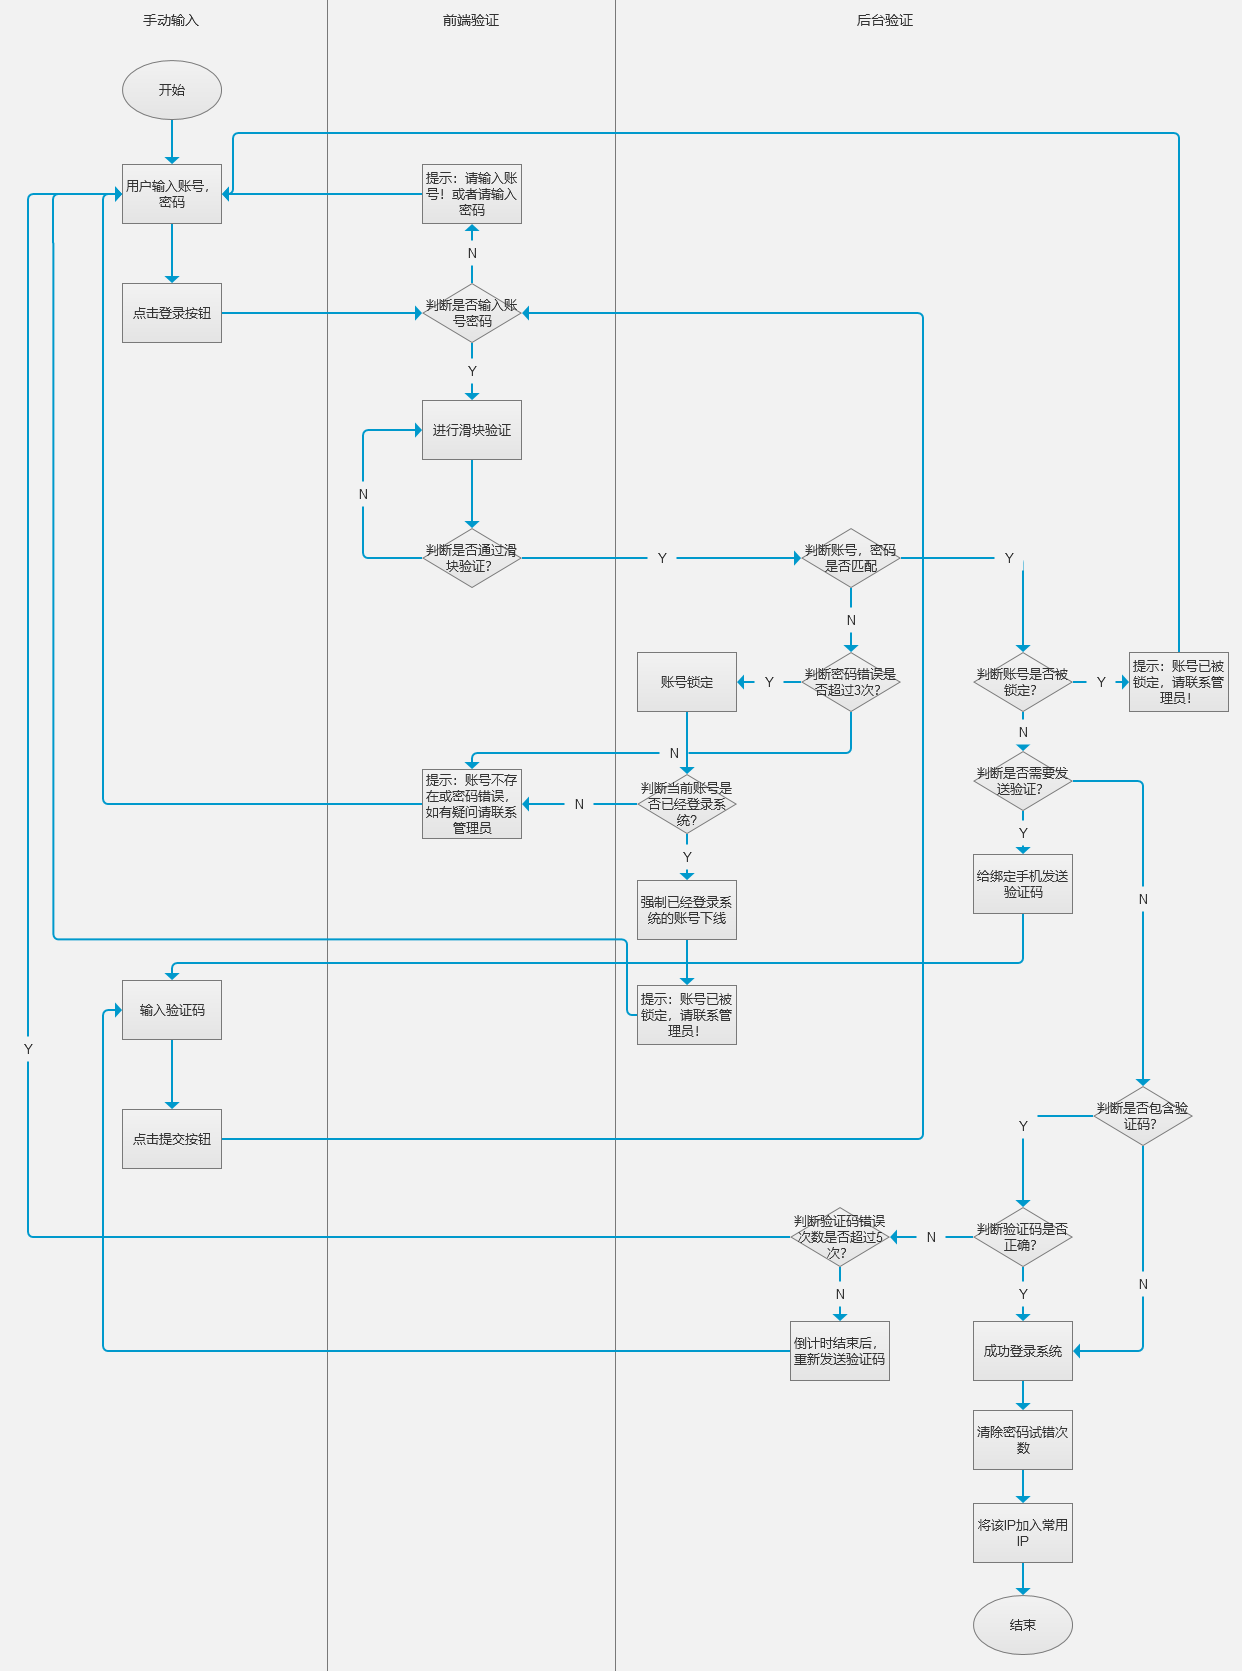 手动输入
前端验证
后台验证
开始
用户输入账号，
密码
提示：请输入账
号！或者请输入
密码
N
点击登录按钮
判断是否输入账
号密码
Y
进行滑块验证
N
判断是否通过滑
块验证？
Y
判断账号，密码
是否匹配
Y
N
账号锁定
Y
判断密码错误是
否超过3次？
判断账号是否被
锁定？
Y
提示：账号已被
锁定，请联系管
理员！
N
N
提示：账号不存
在或密码错误，
如有疑问请联系
管理员
N
判断当前账号是
否已经登录系
统？
判断是否需要发
送验证？
Y
Y
强制已经登录系
统的账号下线
给绑定手机发送
验证码
N
输入验证码
提示：账号已被
锁定，请联系管
理员！
Y
点击提交按钮
判断是否包含验
证码？
Y
判断验证码错误
次数是否超过5
次？
N
判断验证码是否
正确？
N
Y
N
倒计时结束后，
重新发送验证码
成功登录系统
清除密码试错次
数
将该IP加入常用
IP
结束